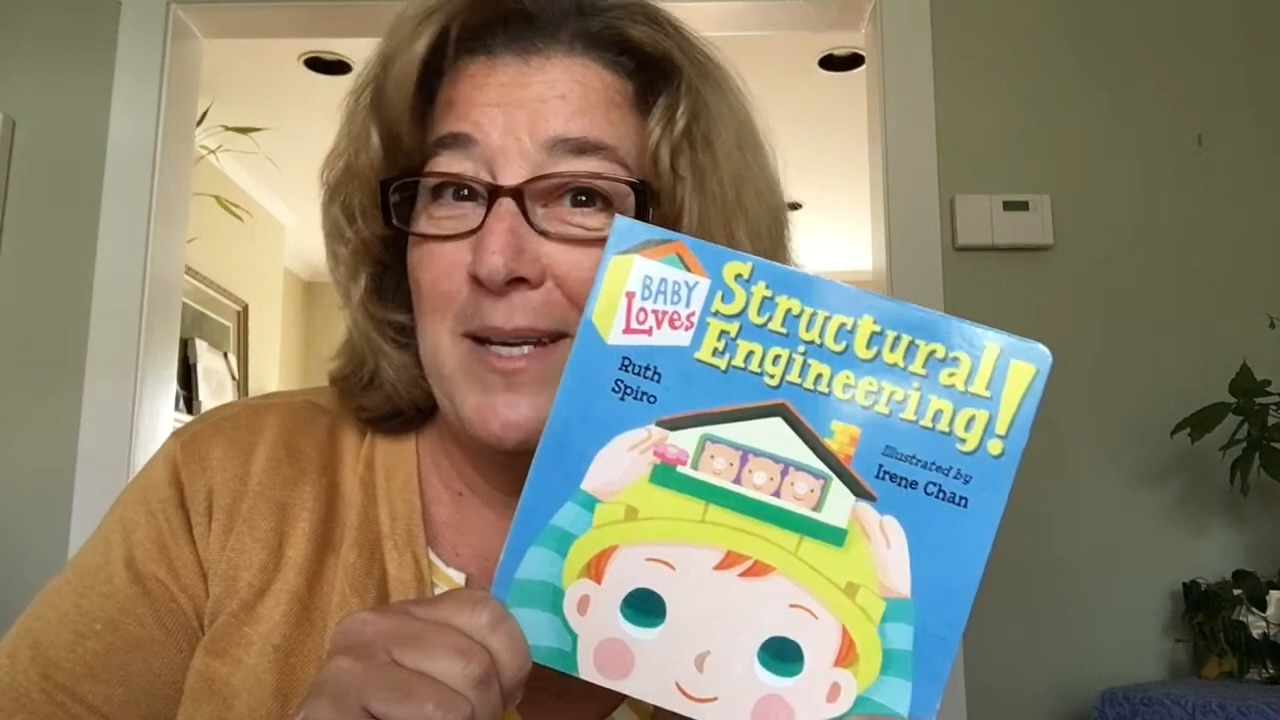 BABY
Loves
Structural
Engineering!
Ruth
Spiro
Illustrated by
Irene Chan